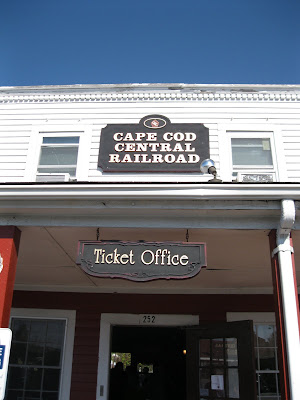 CAPE COD
CENTRAL
RAILROAD
Ticket Office
252